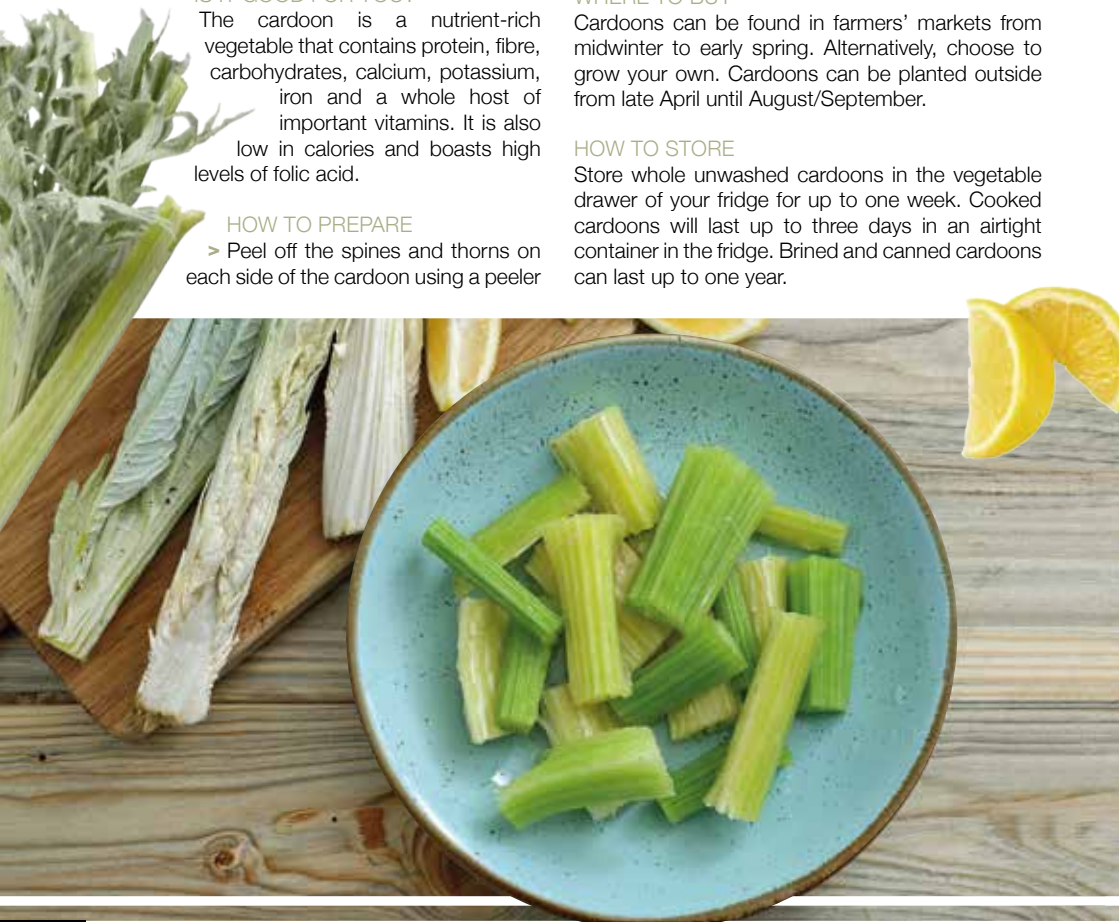 The cardoon is a nutrient-rich
vegetable that contains protein, fibre,
carbohydrates, calcium, potassium,
iron and a whole host of
important vitamins. It is also
low in calories and boasts high
levels of folic acid.
HOW TO PREPARE
> Peel off the spines and thorns on
each side of the cardoon using a peeler
WHERE TO BUY
Cardoons can be found in farmers’ markets from
midwinter to early spring. Alternatively, choose to
grow your own. Cardoons can be planted outside
from late April until August/September.
HOW TO STORE
Store whole unwashed cardoons in the vegetable
drawer of your fridge for up to one week. Cooked
cardoons will last up to three days in an airtight
container in the fridge. Brined and canned cardoons
can last up to one year.